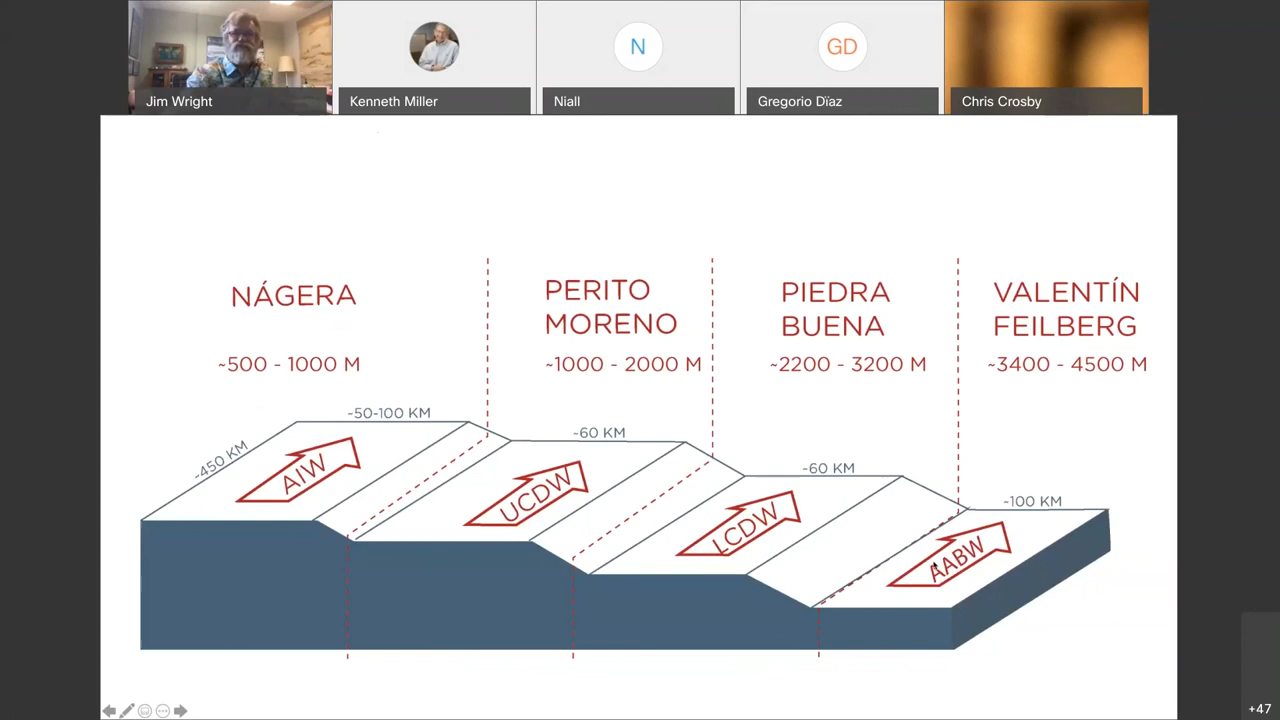 N
GD
Jim Wright
Kenneth Miller
Niall
Gregorio Dïaz
Chris Crosby
NÁGERA
~500 - 1000 M
PERITO
MORENO
~1000 - 2000 M
PIEDRA
BUENA
~2200 - 3200 M
VALENTÍN
FEILBERG
~3400 - 4500 M
~450 KM
~50-100 KM
~60 KM
~60 KM
~100 KM
AIW
UCDW
LCDW
AABW
+47